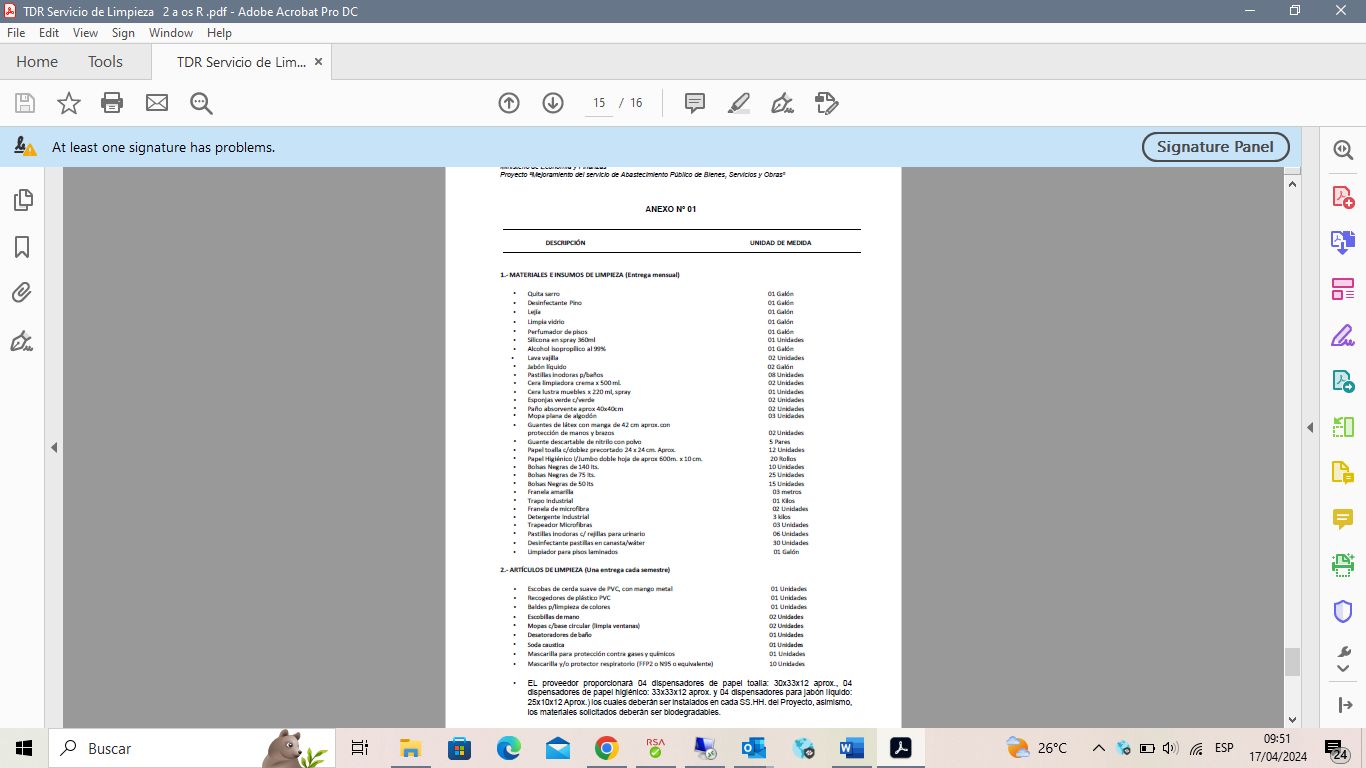 TDR Servicio de Limpieza 2 a os R .pdf - Adobe Acrobat Pro DC
File Edit View Sign Window Help
Home Tools TDR Servicio de Lim... ×
15 / 16
At least one signature has problems. Signature Panel
Ministerio de Economía y Finanzas
Proyecto "Mejoramiento del servicio de Abastecimiento Público de Bienes, Servicios y Obras"
ANEXO Nº 01
DESCRIPCIÓN UNIDAD DE MEDIDA
1.- MATERIALES E INSUMOS DE LIMPIEZA (Entrega mensual)
• Quita sarro 01 Galón
• Desinfectante Pino 01 Galón
• Lejía 01 Galón
• Limpia vidrio 01 Galón
• Perfumador de pisos 01 Galón
• Silicona en spray 360ml 01 Unidades
• Alcohol isopropílico al 99% 01 Galón
• Lava vajilla 02 Unidades
• Jabón líquido 02 Galón
• Pastillas inodoras p/baños 08 Unidades
• Cera limpiadora crema x 500 ml. 02 Unidades
• Cera lustra muebles x 220 ml, spray 01 Unidades
• Esponjas verde c/verde 02 Unidades
• Paño absorvente aprox 40x40cm 02 Unidades
• Mopa plana de algodón 03 Unidades
• Guantes de látex con manga de 42 cm aprox.con
protección de manos y brazos 02 Unidades
• Guante descartable de nitrilo con polvo 5 Pares
• Papel toalla c/doblez precortado 24 x 24 cm. Aprox. 12 Unidades
• Papel Higiénico I/Jumbo doble hoja de aprox 600m. x 10 cm. 20 Rollos
• Bolsas Negras de 140 lts. 10 Unidades
• Bolsas Negras de 75 lts. 25 Unidades
• Bolsas Negras de 50 lts 15 Unidades
• Franela amarilla 03 metros
• Trapo Industrial 01 Kilos
• Franela de microfibra 02 Unidades
• Detergente Industrial 3 kilos
• Trapeador Microfibras 03 Unidades
• Pastillas inodoras c/ rejillas para urinario 06 Unidades
• Desinfectante pastillas en canasta/wáter 30 Unidades
• Limpiador para pisos laminados 01 Galón
2.- ARTÍCULOS DE LIMPIEZA (Una entrega cada semestre)
• Escobas de cerda suave de PVC, con mango metal 01 Unidades
• Recogedores de plástico PVC 01 Unidades
• Baldes p/limpieza de colores 01 Unidades
• Escobillas de mano 02 Unidades
• Mopas c/base circular (limpia ventanas) 02 Unidades
• Desatoradores de baño 01 Unidades
• Soda caustica 01 Unidades
• Mascarilla para protección contra gases y químicos 01 Unidades
• Mascarilla y/o protector respiratorio (FFP2 o N95 o equivalente) 10 Unidades
• EL proveedor proporcionará 04 dispensadores de papel toalla: 30x33x12 aprox., 04
dispensadores de papel higiénico: 33x33x12 aprox. y 04 dispensadores para jabón líquido:
25x10x12 Aprox.) los cuales deberán ser instalados en cada SS.HH. del Proyecto, asimismo,
los materiales solicitados deberán ser biodegradables.
Buscar
RSA
26°C
ESP
09:51
17/04/2024
24